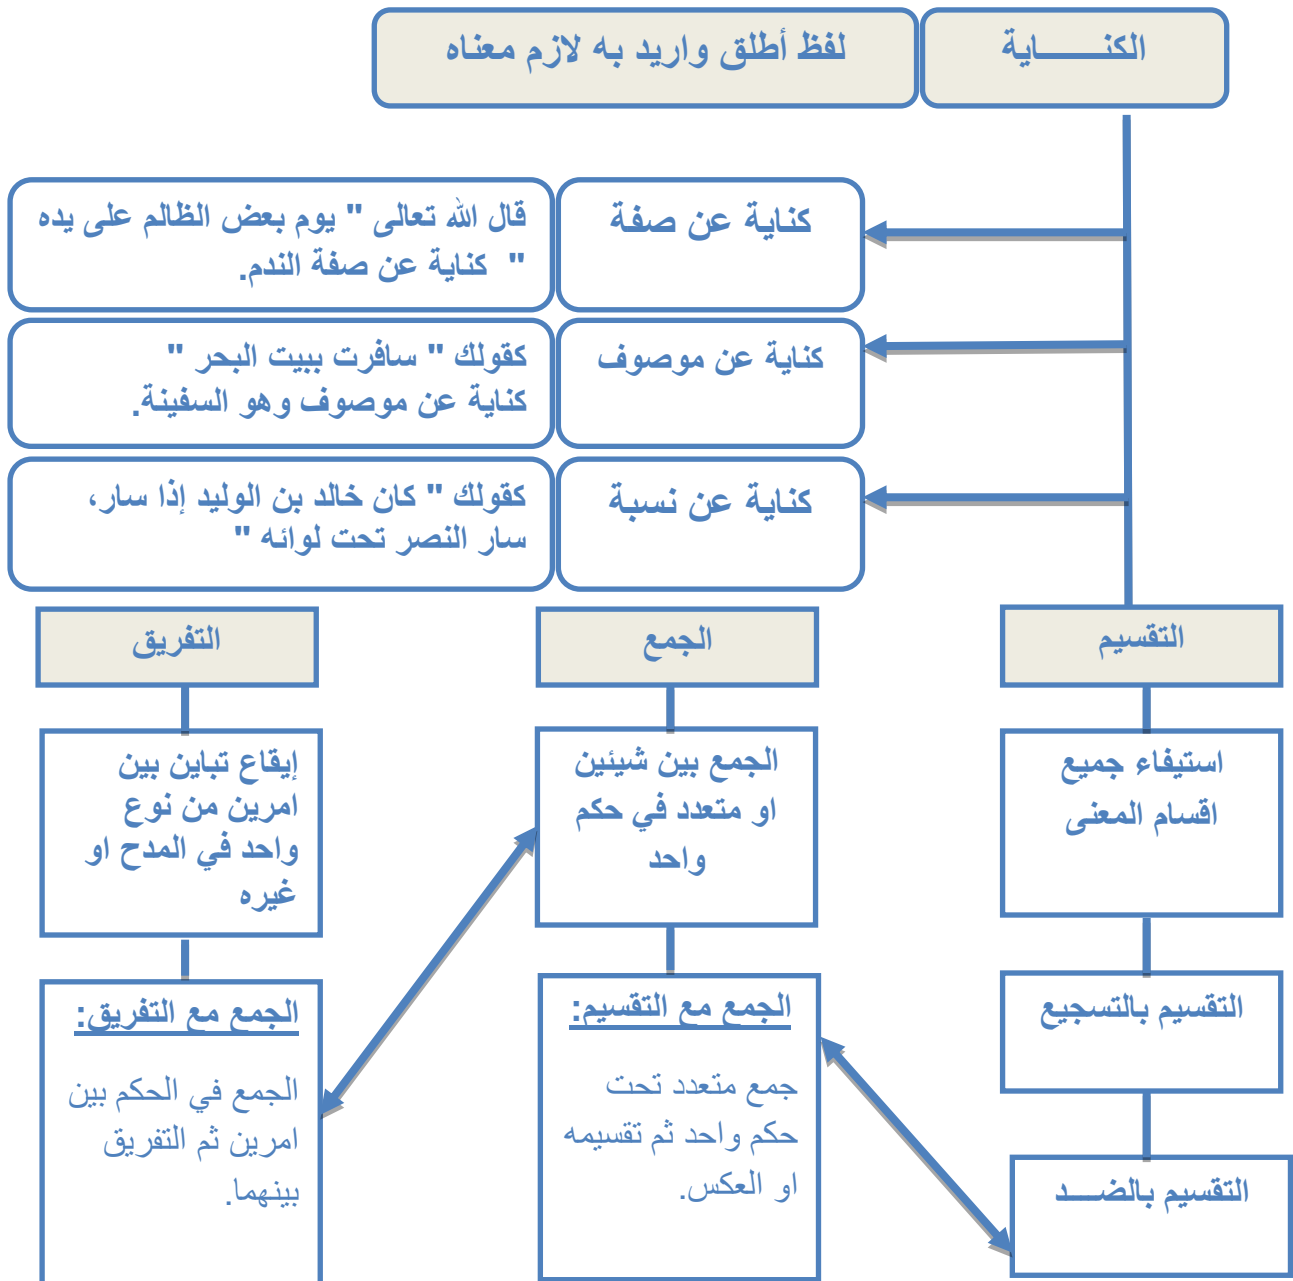 الكنـــــــاية
لفظ أطلق واريد به لازم معناه
كناية عن صفة
قال الله تعالى " يوم بعض الظالم على يده
" كناية عن صفة الندم.
كناية عن موصوف
كقولك " سافرت ببيت البحر "
كناية عن موصوف وهو السفينة.
كناية عن نسبة
كقولك " كان خالد بن الوليد إذا سار،
سار النصر تحت لوائه "
التقسيم
استيفاء جميع
اقسام المعنى
التقسيم بالتسجيع
التقسيم بالضـــد
الجمع
الجمع بين شيئين
او متعدد في حكم
واحد
الجمع مع التقسيم:
جمع متعدد تحت
حكم واحد ثم تقسيمه
او العكس.
التفريق
إيقاع تباين بين
امرين من نوع
واحد في المدح او
غيره
الجمع مع التفريق:
الجمع في الحكم بين
امرين ثم التفريق
بينهما.